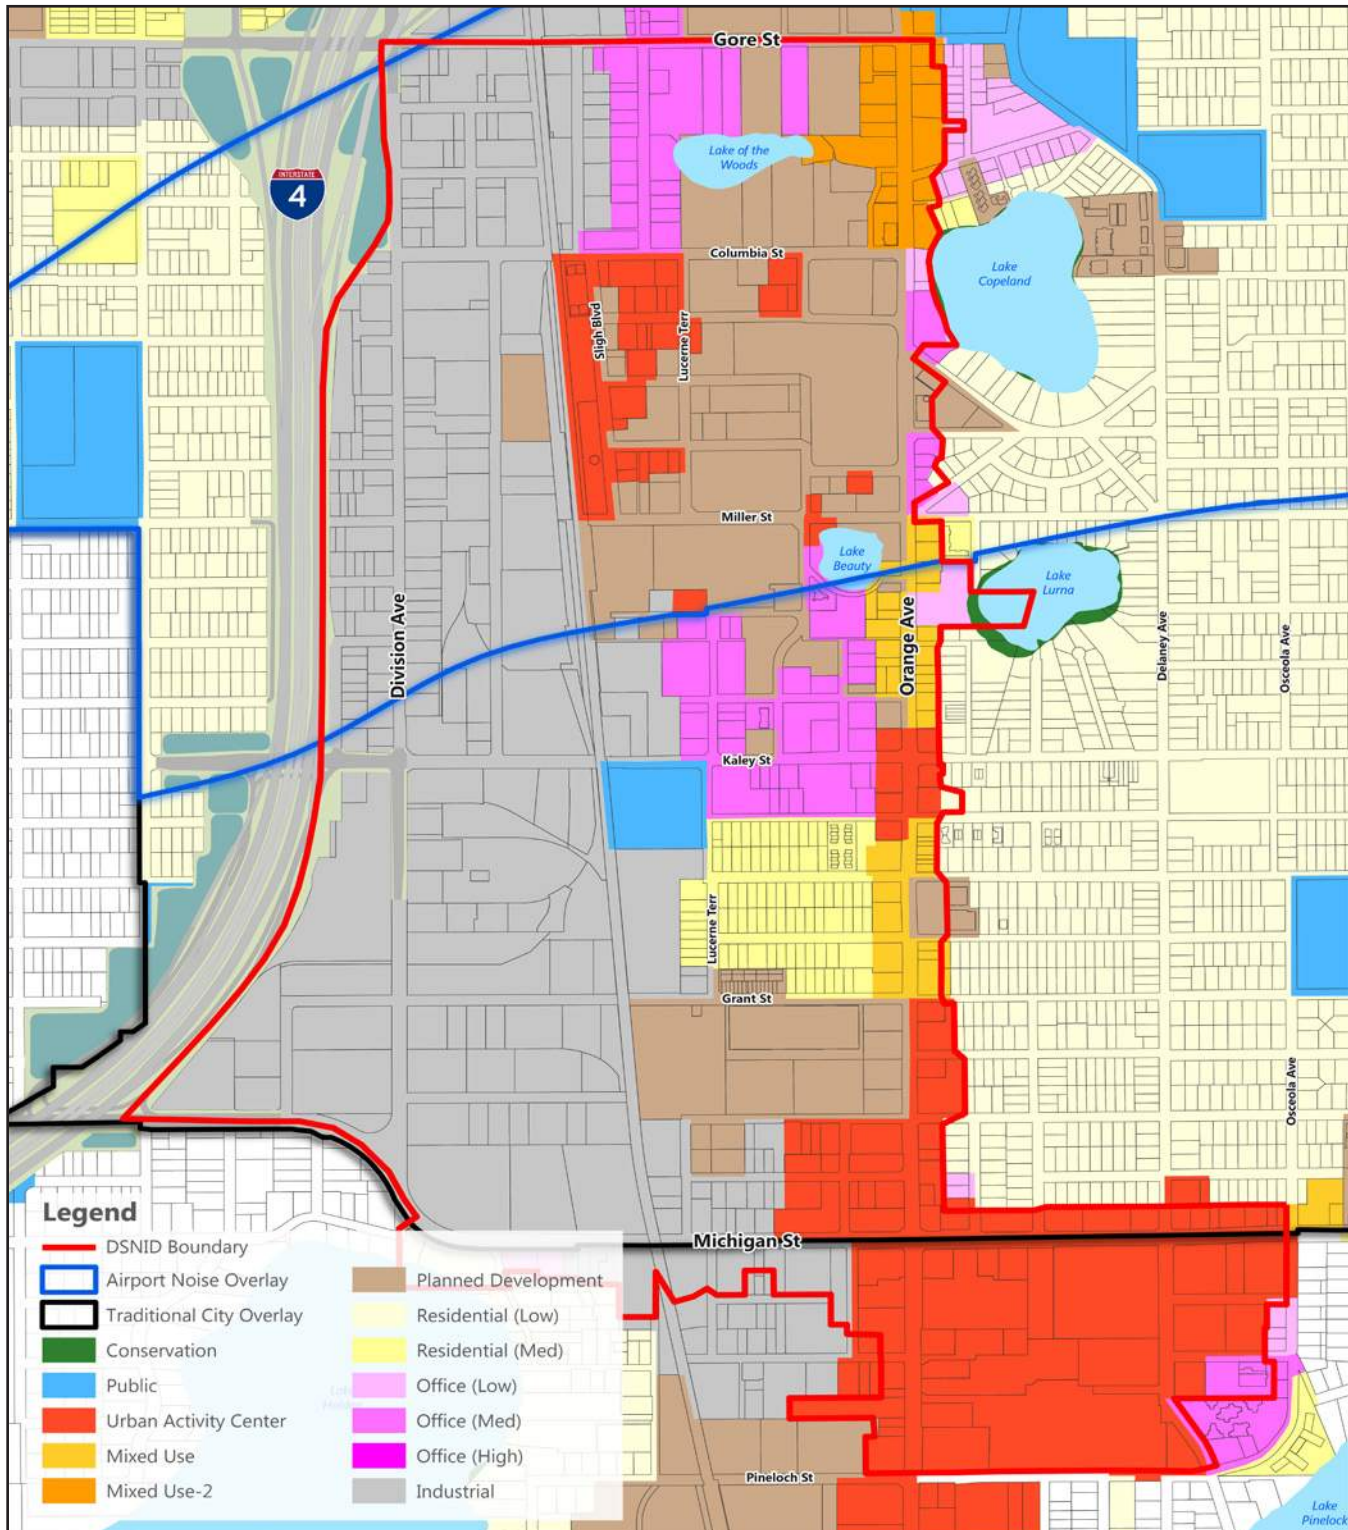 Gore St
INTERSTATE
4
Lake of the
Woods
Columbia St
Lake
Copeland
Sligh Blvd
Lucerne Terr
Miller St
Lake
Beauty
Lake
Lurna
Division Ave
Orange Ave
Delaney Ave
Osceola Ave
Kaley St
Lucerne Terr
Grant St
Osceola Ave
Michigan St
Pineloch St
Lake
Pineloch
Legend
DSNID Boundary
Airport Noise Overlay
Traditional City Overlay
Conservation
Public
Urban Activity Center
Mixed Use
Mixed Use-2
Planned Development
Residential (Low)
Residential (Med)
Office (Low)
Office (Med)
Office (High)
Industrial